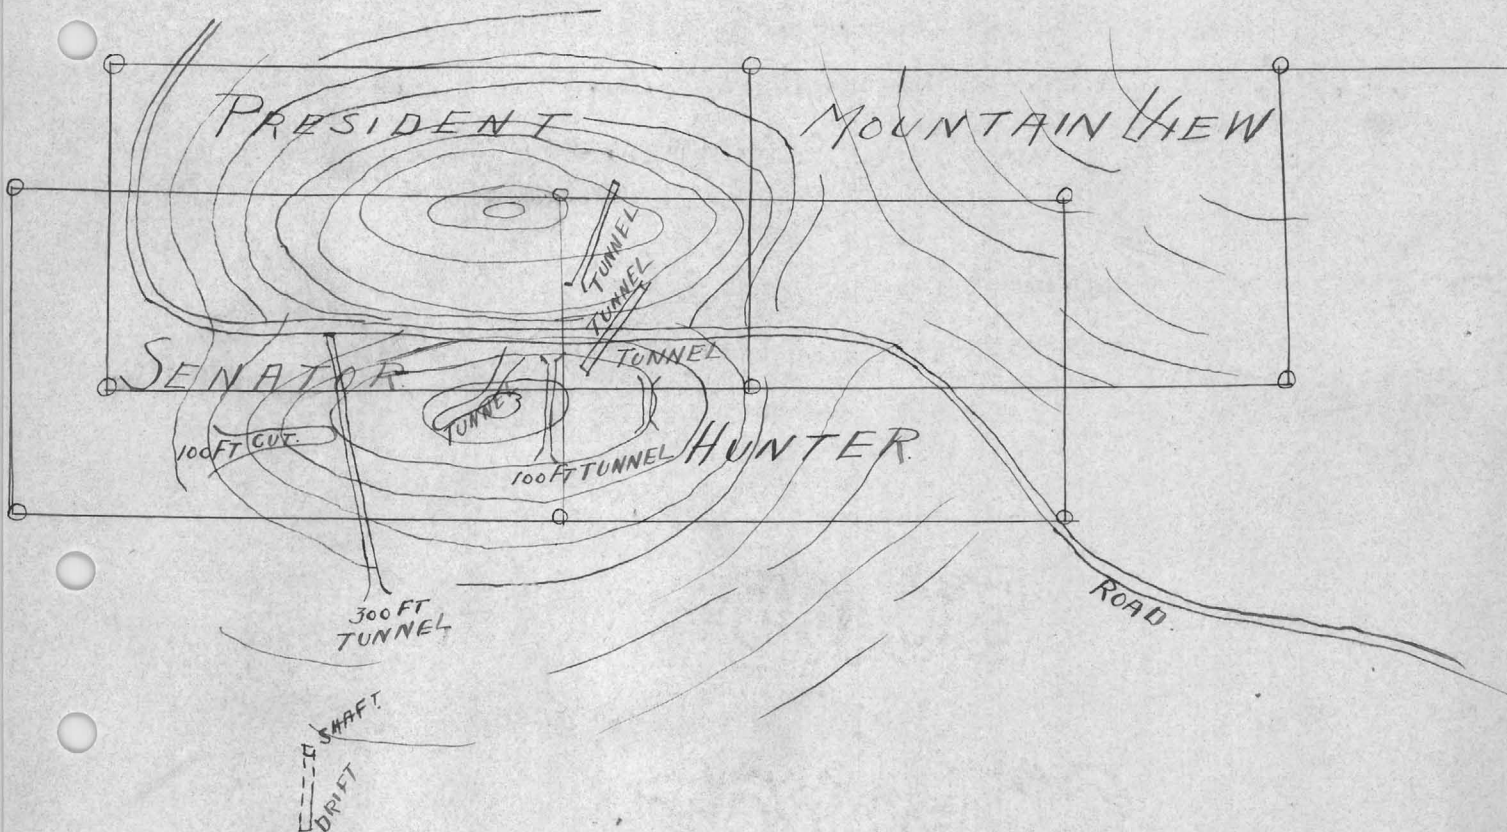 PRESIDENT
MOUNTAIN VIEW
TUNNEL
TUNNEL
TUNNEL
SENATOR
TUNNEL
100 FT CUT.
100 FT TUNNEL
HUNTER
300 FT
TUNNEL
ROAD.
SHAFT.
DRIFT